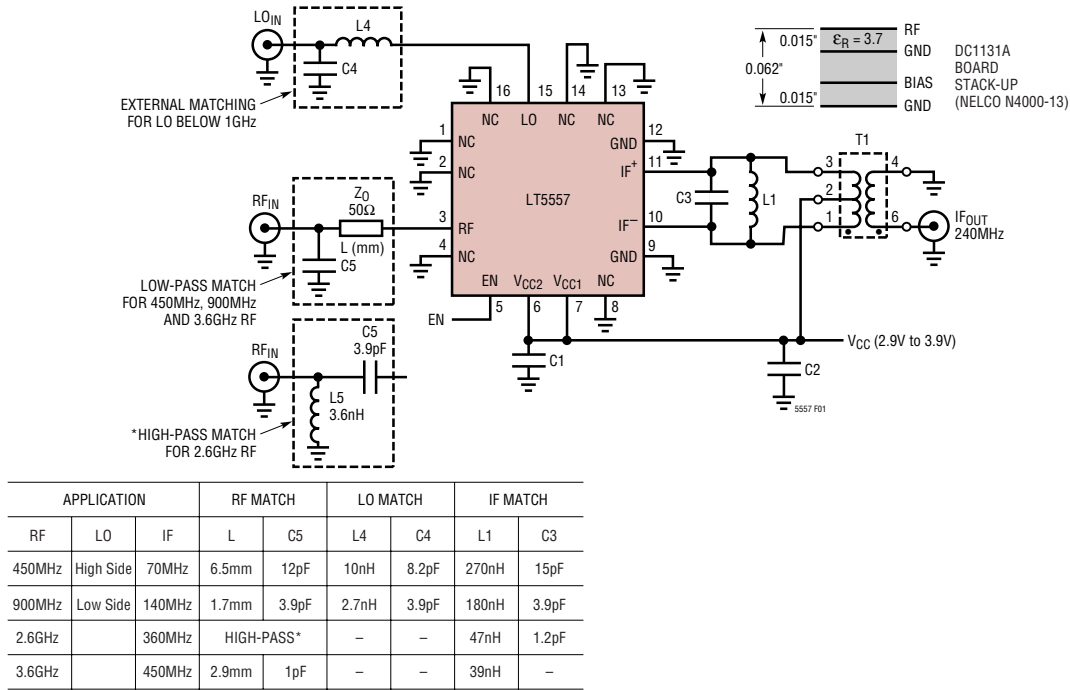 LO_IN
L4
C4
EXTERNAL MATCHING
FOR LO BELOW 1GHz
RF_IN
Z_O
50Ω
L (mm)
C5
LOW-PASS MATCH
FOR 450MHz, 900MHz
AND 3.6GHz RF
RF_IN
C5
3.9pF
L5
3.6nH
*HIGH-PASS MATCH
FOR 2.6GHz RF
16 15 14 13
NC LO NC NC
1 NC
2 NC
3 RF
4 NC
LT5557
GND 12
IF+ 11
IF− 10
GND 9
EN V_CC2 V_CC1 NC
5 6 7 8
EN
C1
C3
L1
T1
3 4
2
1 6
IF_OUT
240MHz
V_CC (2.9V to 3.9V)
C2
5557 F01
0.015" ε_R = 3.7 RF
GND
0.062"
BIAS
0.015" GND
DC1131A
BOARD
STACK-UP
(NELCO N4000-13)
APPLICATION RF MATCH LO MATCH IF MATCH
RF LO IF L C5 L4 C4 L1 C3
450MHz High Side 70MHz 6.5mm 12pF 10nH 8.2pF 270nH 15pF
900MHz Low Side 140MHz 1.7mm 3.9pF 2.7nH 3.9pF 180nH 3.9pF
2.6GHz 360MHz HIGH-PASS* – – 47nH 1.2pF
3.6GHz 450MHz 2.9mm 1pF – – 39nH –